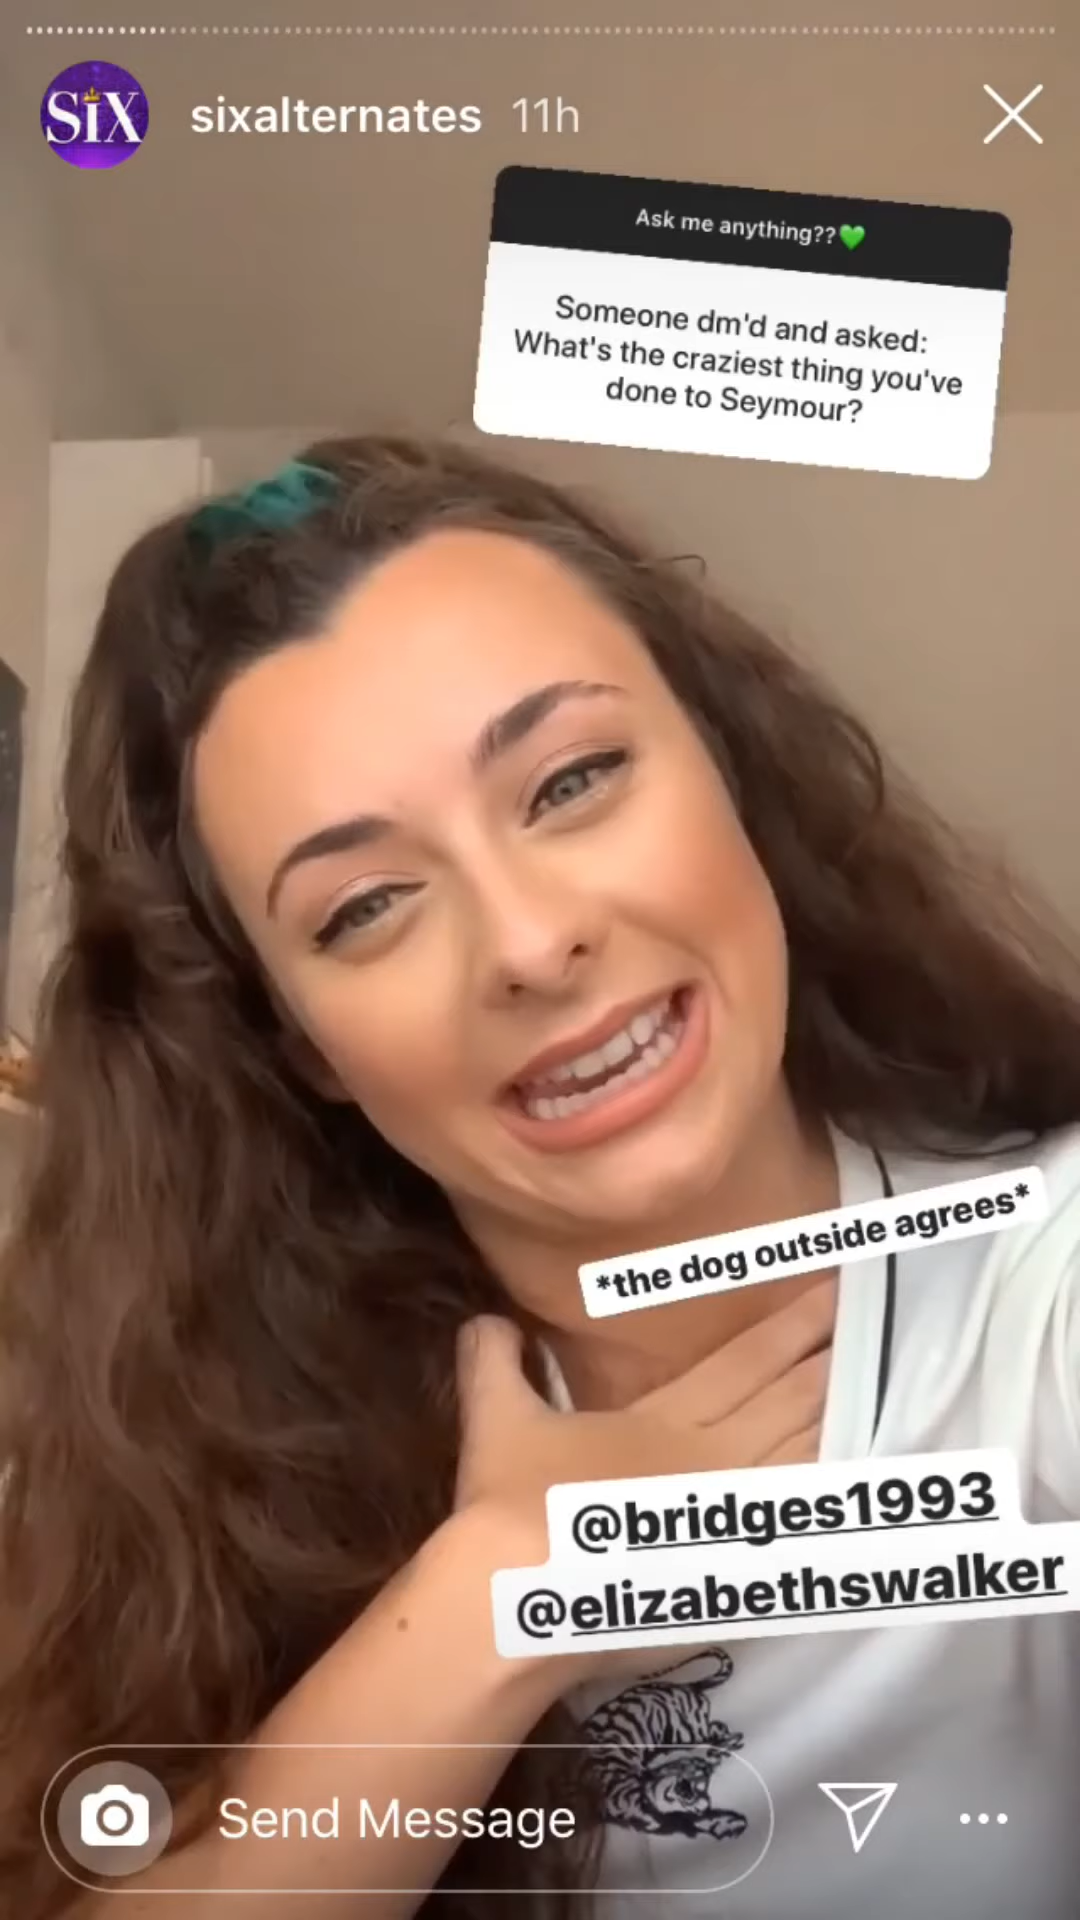 SIX
sixalternates 11h
Ask me anything??💚
Someone dm'd and asked:
What's the craziest thing you've
done to Seymour?
*the dog outside agrees*
@bridges1993
@elizabethswalker
Send Message